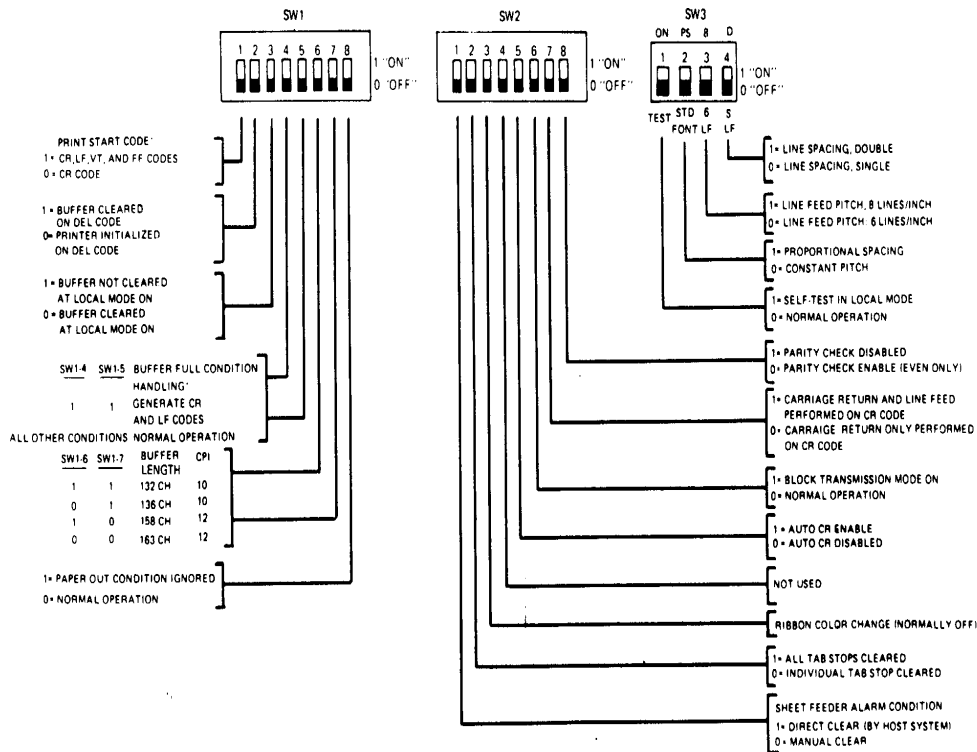 SW1
1 2 3 4 5 6 7 8
1 "ON"
0 "OFF"
SW2
1 2 3 4 5 6 7 8
1 "ON"
0 "OFF"
SW3
ON PS 8 D
1 2 3 4
1 "ON"
0 "OFF"
TEST STD FONT 6 LF S LF
PRINT START CODE:
1= CR, LF, VT, AND FF CODES
0= CR CODE
1= BUFFER CLEARED
ON DEL CODE
0= PRINTER INITIALIZED
ON DEL CODE
1= BUFFER NOT CLEARED
AT LOCAL MODE ON
0= BUFFER CLEARED
AT LOCAL MODE ON
SW1-4 SW1-5 BUFFER FULL CONDITION
HANDLING:
1 1 GENERATE CR
AND LF CODES
ALL OTHER CONDITIONS NORMAL OPERATION
SW1-6 SW1-7 BUFFER LENGTH CPI
1 1 132 CH 10
0 1 136 CH 10
1 0 158 CH 12
0 0 163 CH 12
1= PAPER OUT CONDITION IGNORED
0= NORMAL OPERATION
1= LINE SPACING, DOUBLE
0= LINE SPACING, SINGLE
1= LINE FEED PITCH, 8 LINES/INCH
0= LINE FEED PITCH: 6 LINES/INCH
1= PROPORTIONAL SPACING
0= CONSTANT PITCH
1= SELF-TEST IN LOCAL MODE
0= NORMAL OPERATION
1= PARITY CHECK DISABLED
0= PARITY CHECK ENABLE (EVEN ONLY)
1= CARRIAGE RETURN AND LINE FEED
PERFORMED ON CR CODE
0= CARRAIGE RETURN ONLY PERFORMED
ON CR CODE
1= BLOCK TRANSMISSION MODE ON
0= NORMAL OPERATION
1= AUTO CR ENABLE
0= AUTO CR DISABLED
NOT USED
RIBBON COLOR CHANGE (NORMALLY OFF)
1= ALL TAB STOPS CLEARED
0= INDIVIDUAL TAB STOP CLEARED
SHEET FEEDER ALARM CONDITION
1= DIRECT CLEAR (BY HOST SYSTEM)
0= MANUAL CLEAR